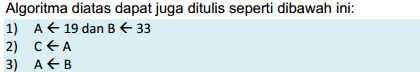 Algoritma diatas dapat juga ditulis seperti dibawah ini:
1) A ← 19 dan B ← 33
2) C ← A
3) A ← B